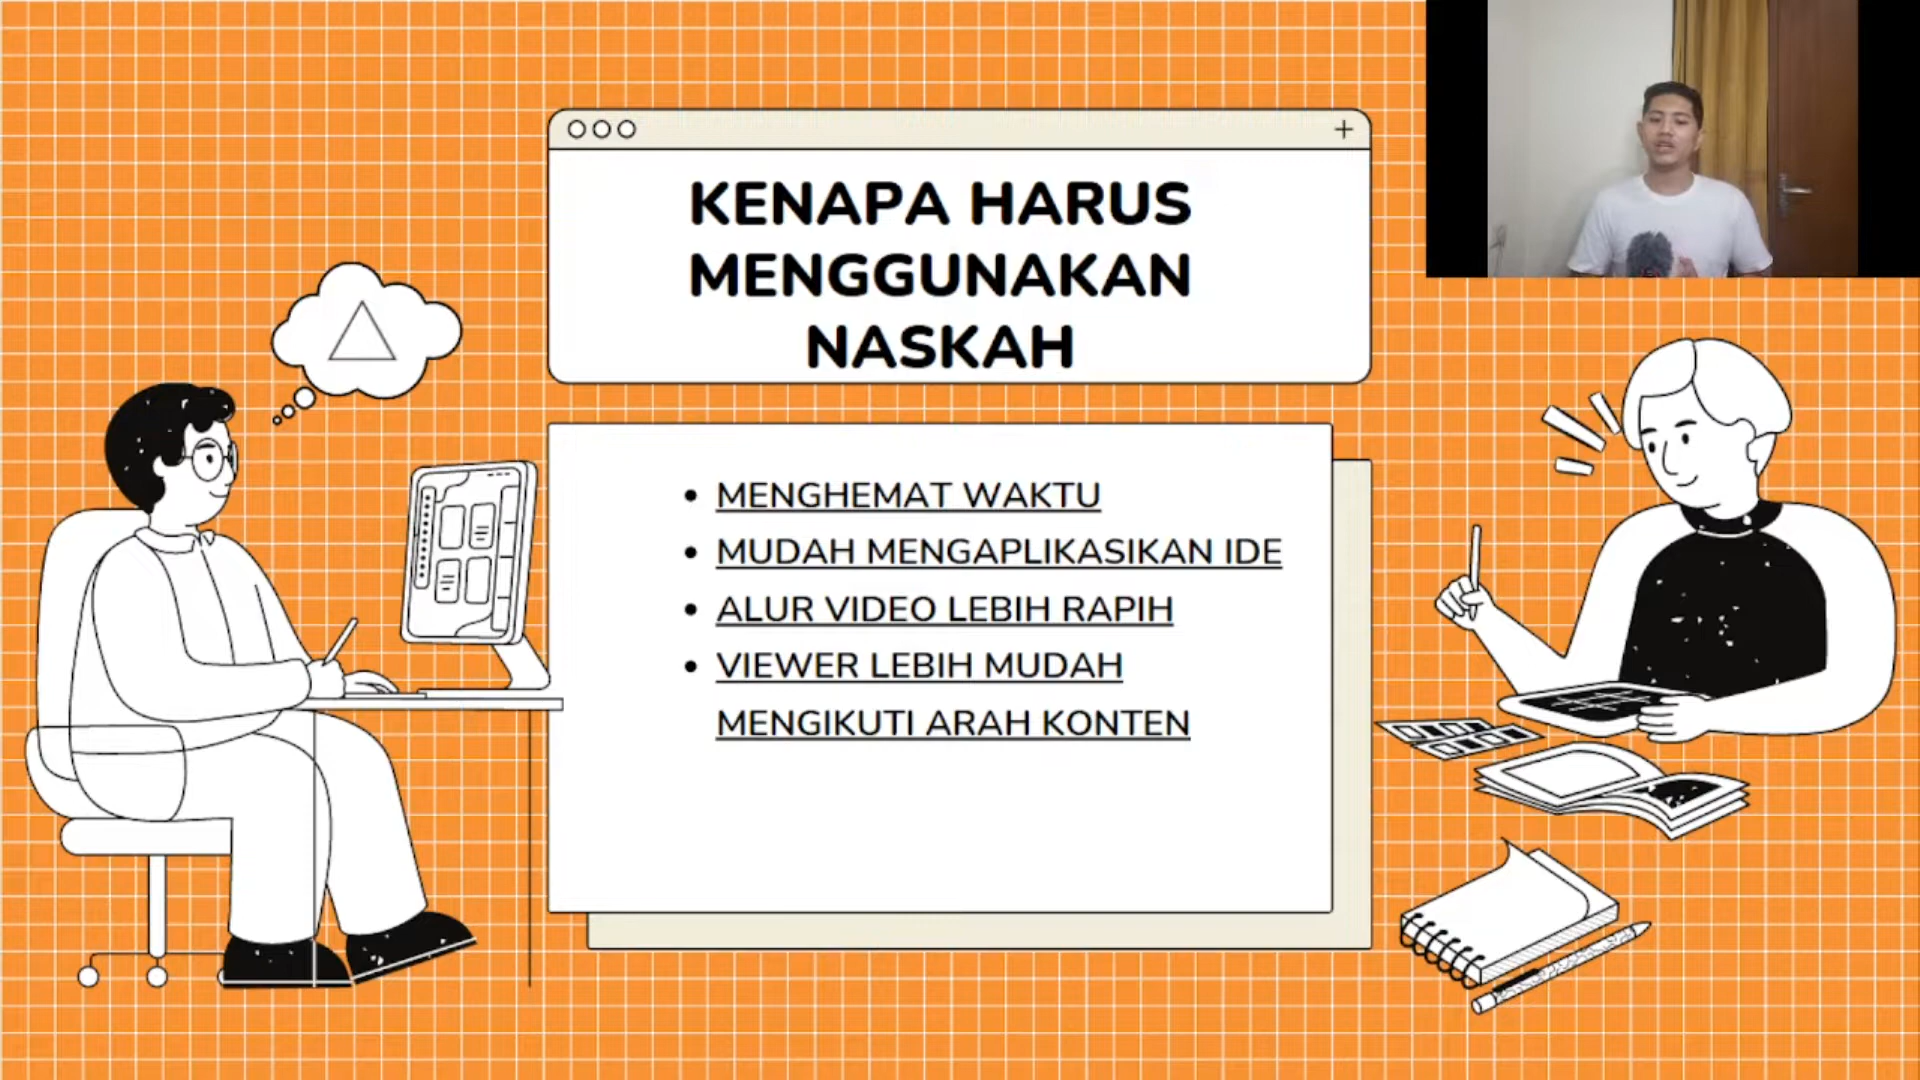 KENAPA HARUS
MENGGUNAKAN
NASKAH
• MENGHEMAT WAKTU
• MUDAH MENGAPLIKASIKAN IDE
• ALUR VIDEO LEBIH RAPIH
• VIEWER LEBIH MUDAH
MENGIKUTI ARAH KONTEN